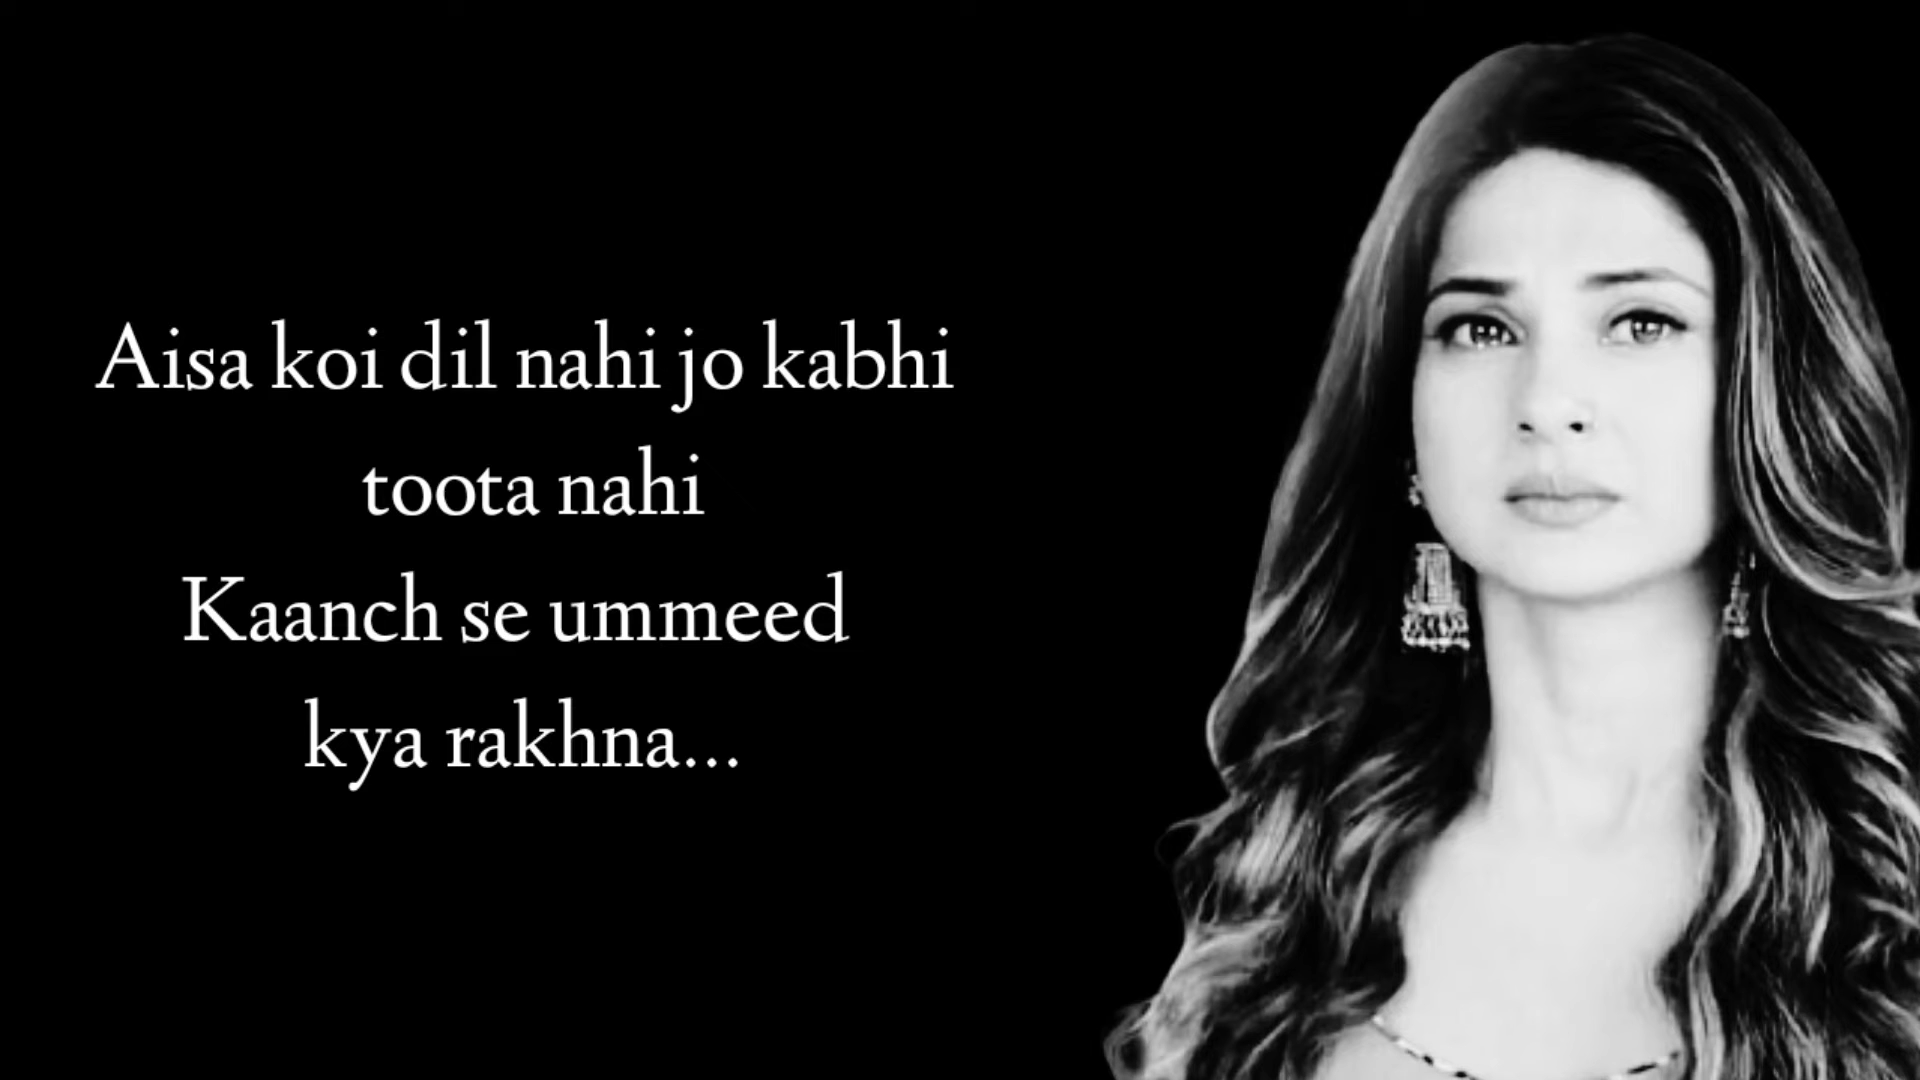 Aisa koi dil nahi jo kabhi
toota nahi
Kaanch se ummeed
kya rakhna...